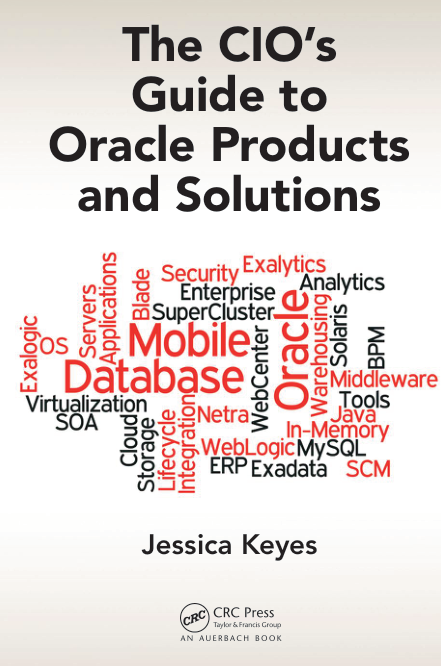 The CIO's
Guide to
Oracle Products
and Solutions
Security
Exalytics
Enterprise
Analytics
SuperCluster
Servers
Applications
Blade
Mobile
Oracle
Warehousing
Solaris
BPM
Exalogic
OS
Database
WebCenter
Middleware
Virtualization
SOA
Cloud
Storage
Lifecycle
Integration
Netra
Tools
Java
In-Memory
WebLogic
MySQL
ERP
Exadata
SCM
Jessica Keyes
CRC
CRC Press
Taylor & Francis Group
AN AUERBACH BOOK